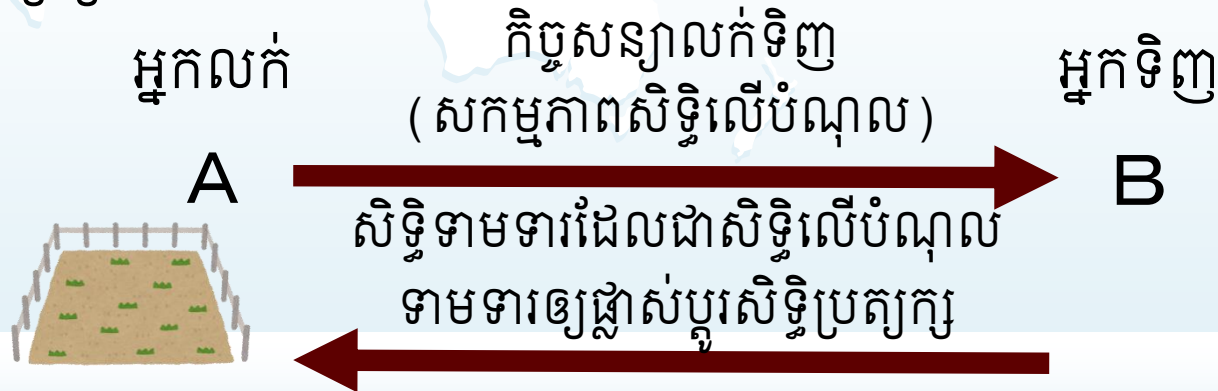 អ្នកលក់
កិច្ចសន្យាលក់ទិញ
អ្នកទិញ
(សកម្មភាពសិទ្ធិលើបំណុល)
A
B
សិទ្ធិទាមទារដែលជាសិទ្ធិលើបំណុល
ទាមទារឲ្យផ្លាស់ប្ដូរសិទ្ធិប្រត្យក្ស